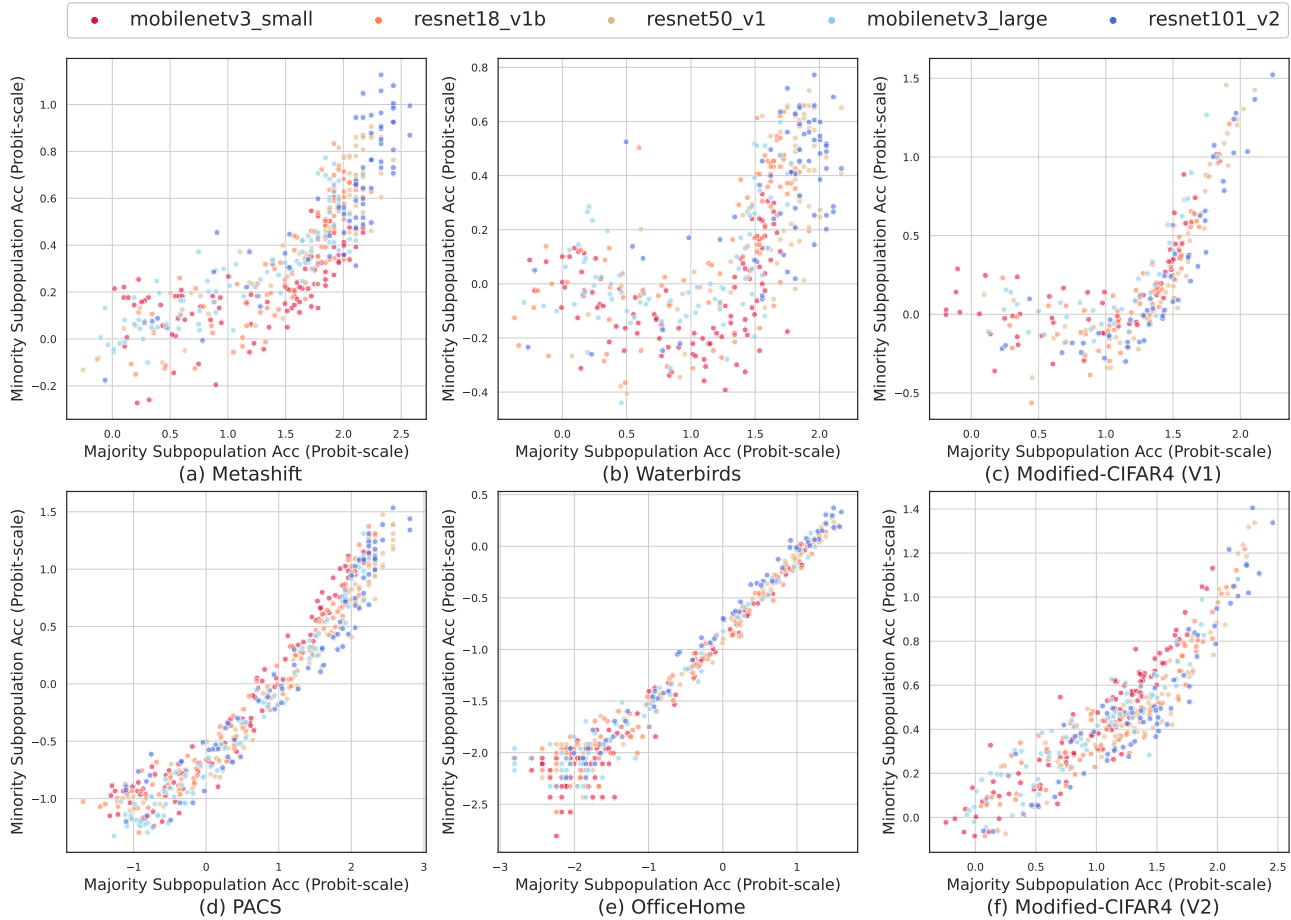 mobilenetv3_small resnet18_v1b resnet50_v1 mobilenetv3_large resnet101_v2
Minority Subpopulation Acc (Probit-scale)
1.0
0.8
0.6
0.4
0.2
0.0
−0.2
0.0 0.5 1.0 1.5 2.0 2.5
Majority Subpopulation Acc (Probit-scale)
(a) Metashift
Minority Subpopulation Acc (Probit-scale)
0.8
0.6
0.4
0.2
0.0
−0.2
−0.4
0.0 0.5 1.0 1.5 2.0
Majority Subpopulation Acc (Probit-scale)
(b) Waterbirds
Minority Subpopulation Acc (Probit-scale)
1.5
1.0
0.5
0.0
−0.5
0.0 0.5 1.0 1.5 2.0
Majority Subpopulation Acc (Probit-scale)
(c) Modified-CIFAR4 (V1)
Minority Subpopulation Acc (Probit-scale)
1.5
1.0
0.5
0.0
−0.5
−1.0
−1 0 1 2 3
Majority Subpopulation Acc (Probit-scale)
(d) PACS
Minority Subpopulation Acc (Probit-scale)
0.5
0.0
−0.5
−1.0
−1.5
−2.0
−2.5
−3 −2 −1 0 1
Majority Subpopulation Acc (Probit-scale)
(e) OfficeHome
Minority Subpopulation Acc (Probit-scale)
1.4
1.2
1.0
0.8
0.6
0.4
0.2
0.0
0.0 0.5 1.0 1.5 2.0 2.5
Majority Subpopulation Acc (Probit-scale)
(f) Modified-CIFAR4 (V2)